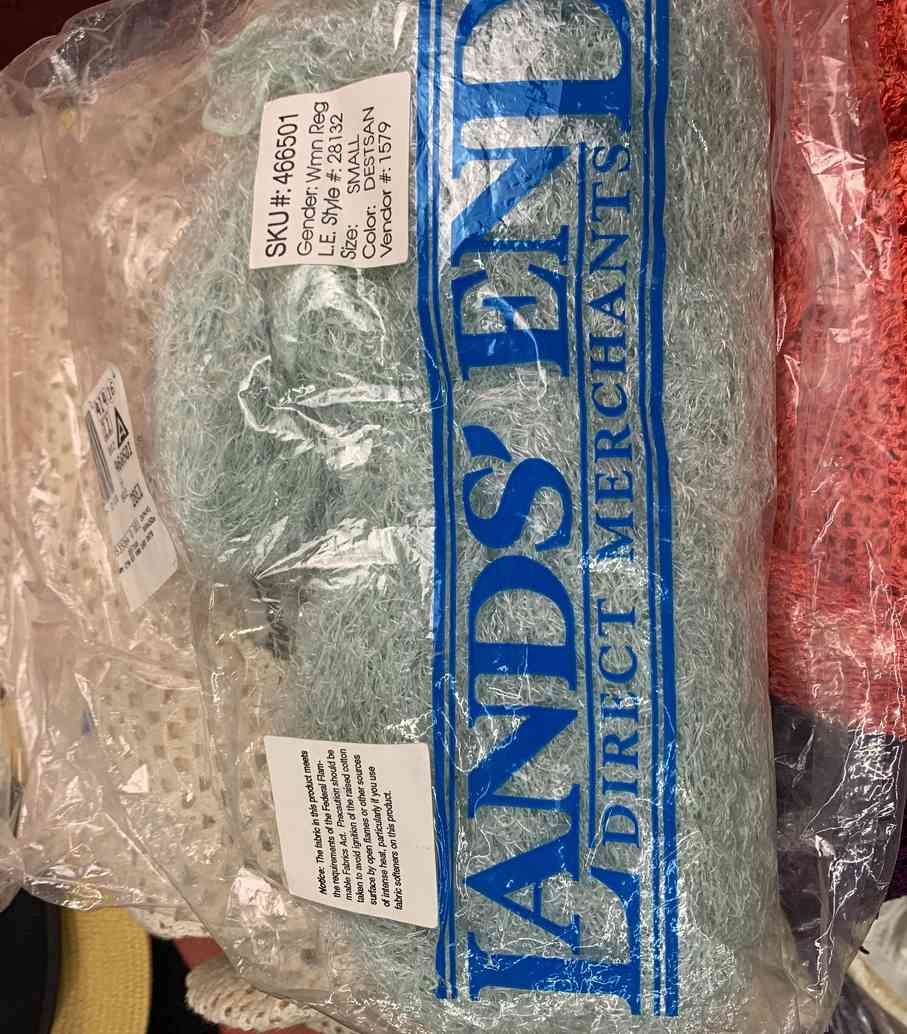 SKU#: 466501
Gender: Wmn Reg
L.E. Style #: 28132
Size: SMALL
Color: DESTSAN
Vendor #: 1579
LANDS' END
DIRECT MERCHANTS
Notice: The fabric in this product meets
the requirements of the Federal Flam-
mable Fabrics Act. Precaution should be
taken to avoid ignition of the raised cotton
surface by open flames or other sources
of intense heat, particularly if you use
fabric softeners on this product.
A